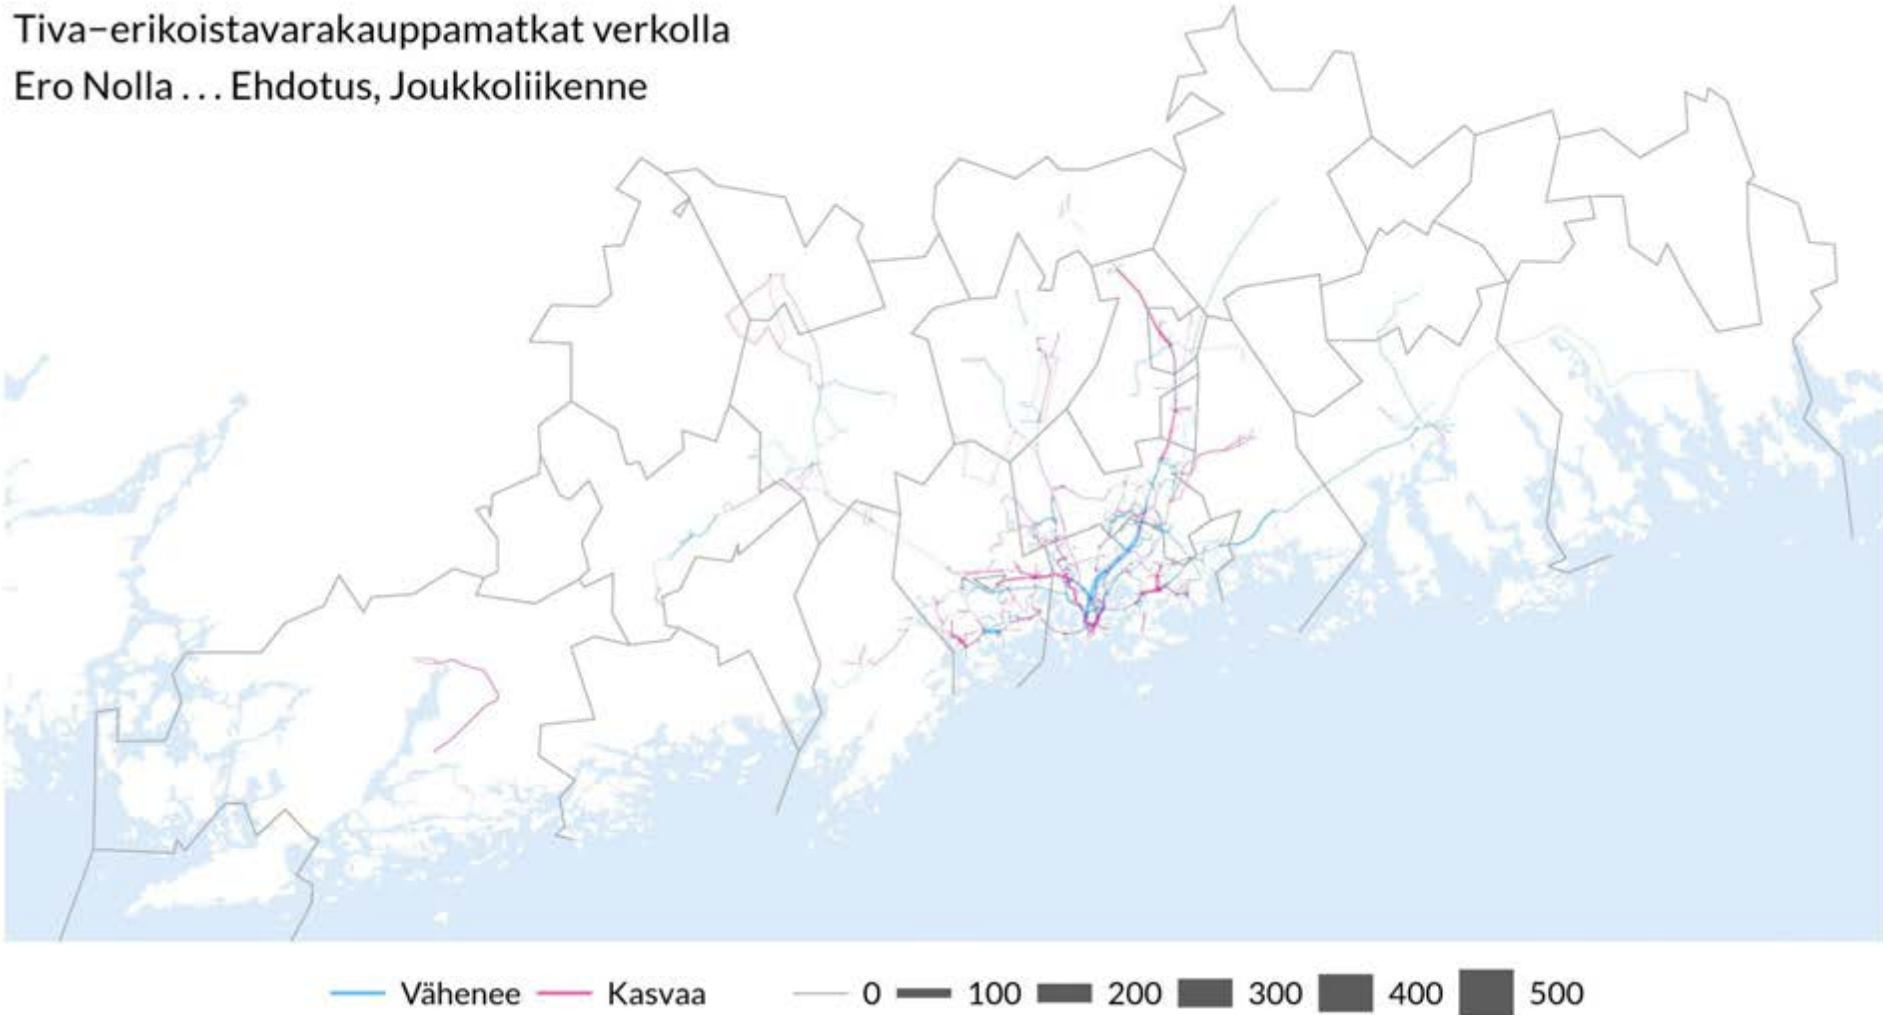 Tiva−erikoistavarakauppamatkat verkolla
Ero Nolla . . . Ehdotus, Joukkoliikenne
Vähenee Kasvaa 0 100 200 300 400 500